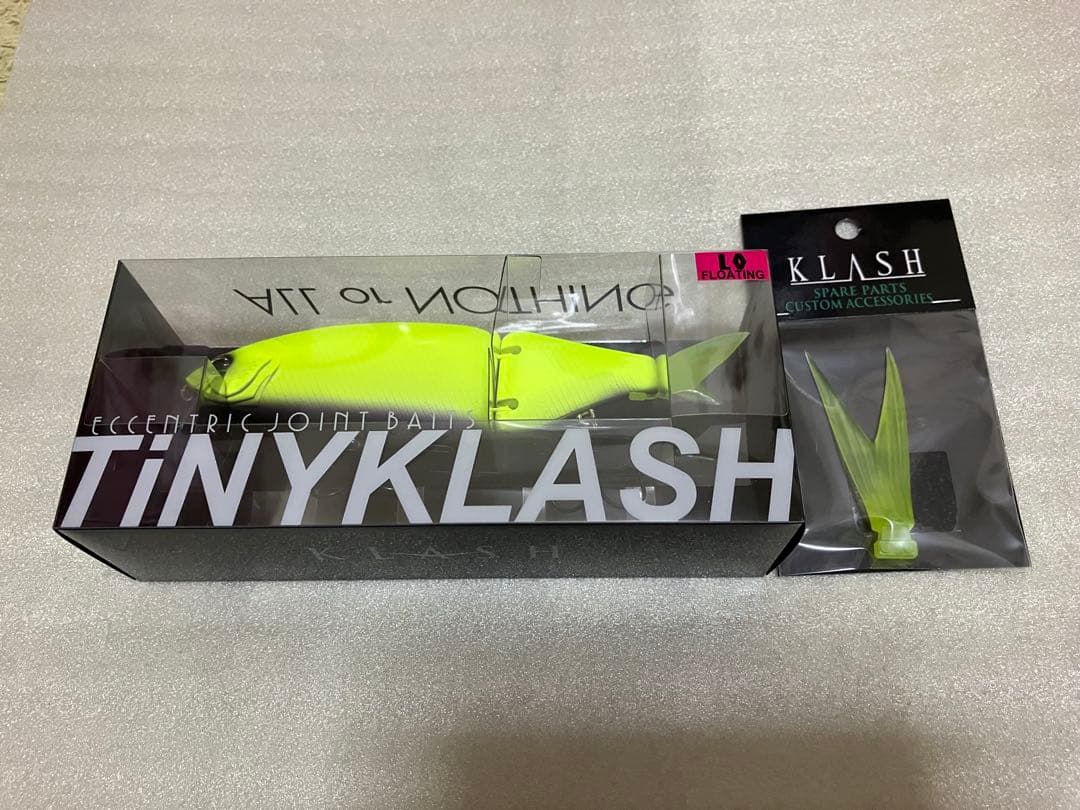 LO
FLOATING
ALL or NOTHING
ECCENTRIC JOINT BAITS
TiNYKLASH
KLASH
KLASH
SPARE PARTS
CUSTOM ACCESSORIES